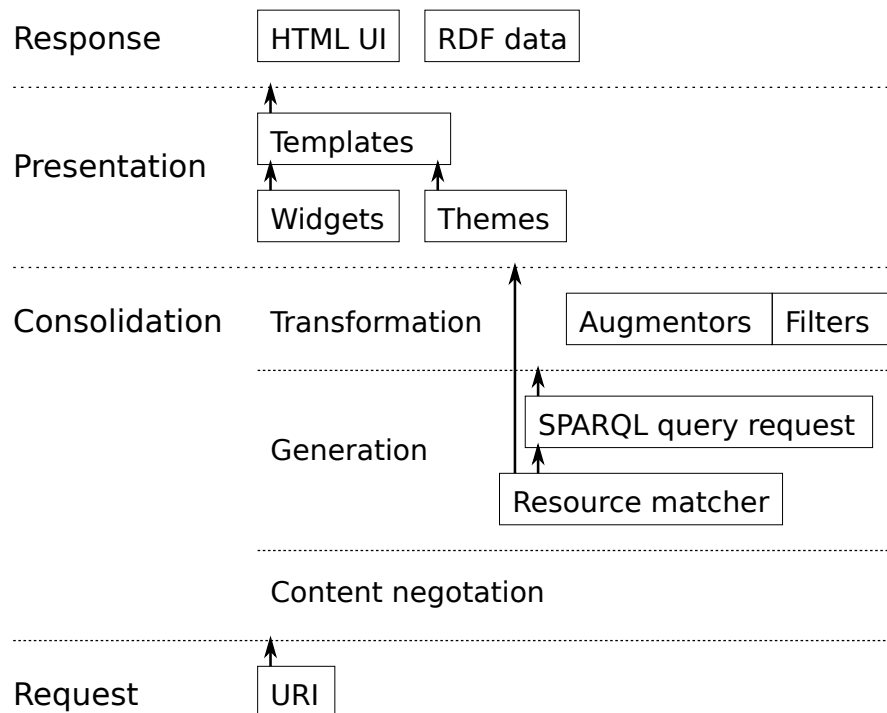 Response
HTML UI
RDF data
Templates
Presentation
Widgets
Themes
Consolidation
Transformation
Augmentors
Filters
SPARQL query request
Generation
Resource matcher
Content negotation
Request
URI